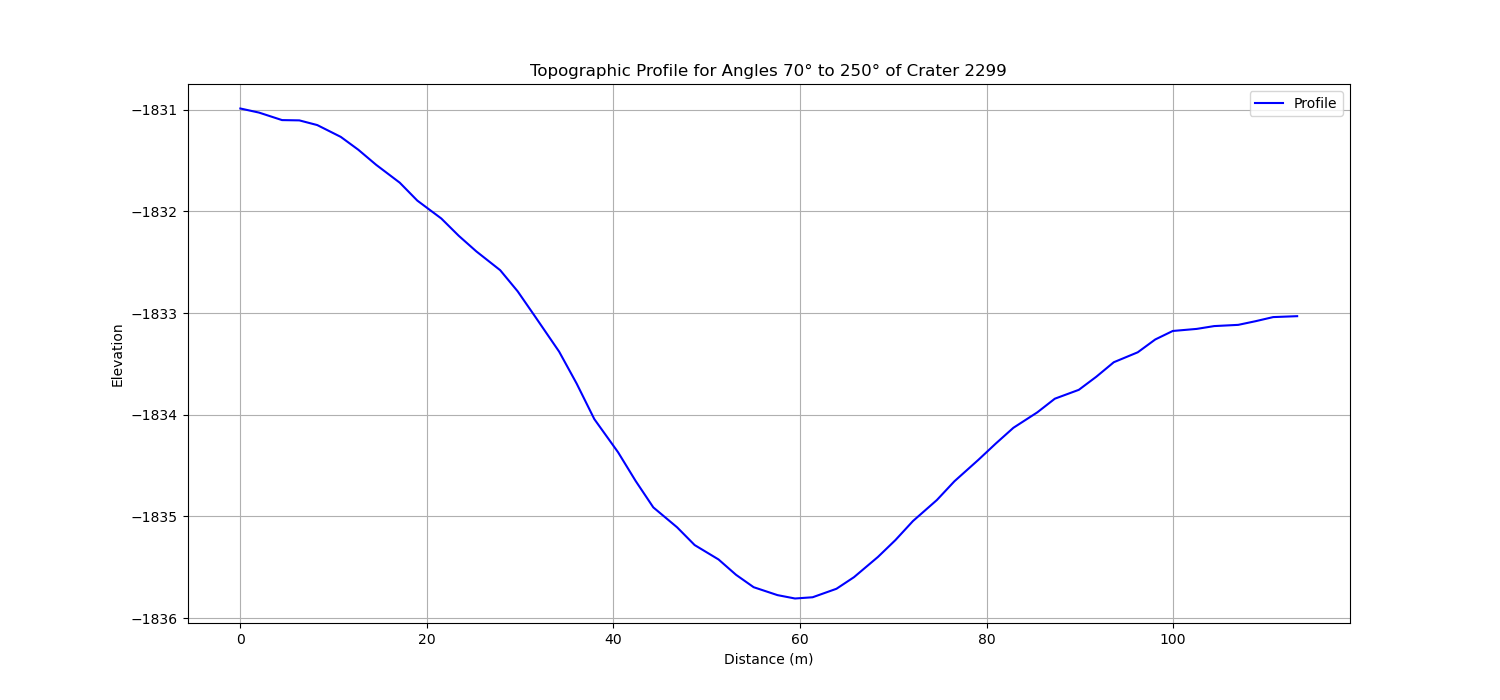 Topographic Profile for Angles 70° to 250° of Crater 2299
Profile
−1831
−1832
−1833
−1834
−1835
−1836
Elevation
0 20 40 60 80 100
Distance (m)